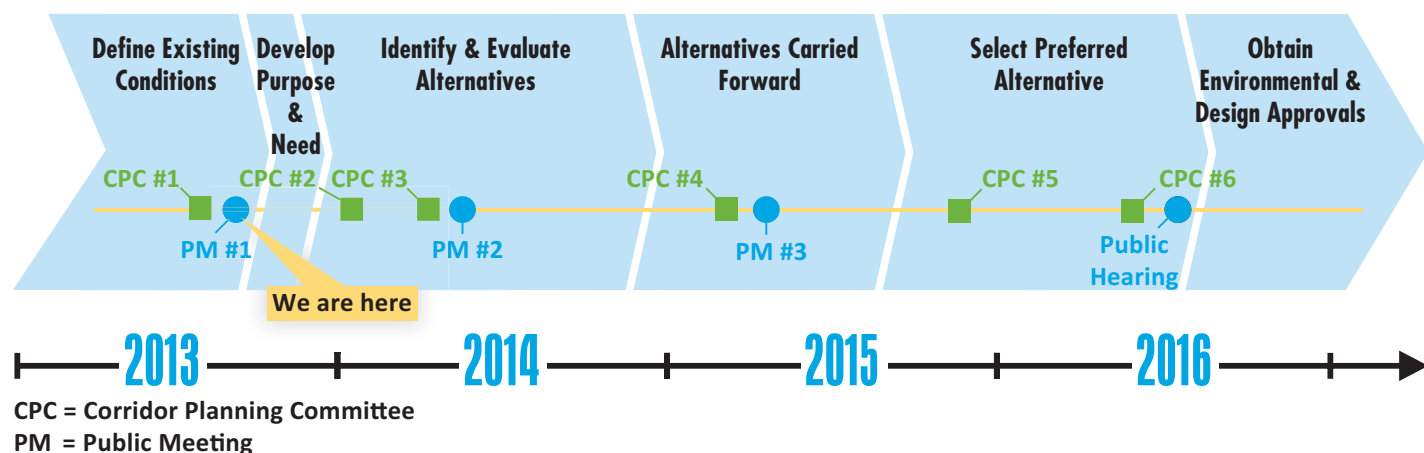 Define Existing
Conditions
Develop
Purpose
&
Need
Identify & Evaluate
Alternatives
Alternatives Carried
Forward
Select Preferred
Alternative
Obtain
Environmental &
Design Approvals
CPC #1
CPC #2
CPC #3
CPC #4
CPC #5
CPC #6
PM #1
PM #2
PM #3
Public
Hearing
We are here
2013
2014
2015
2016
CPC = Corridor Planning Committee
PM = Public Meeting